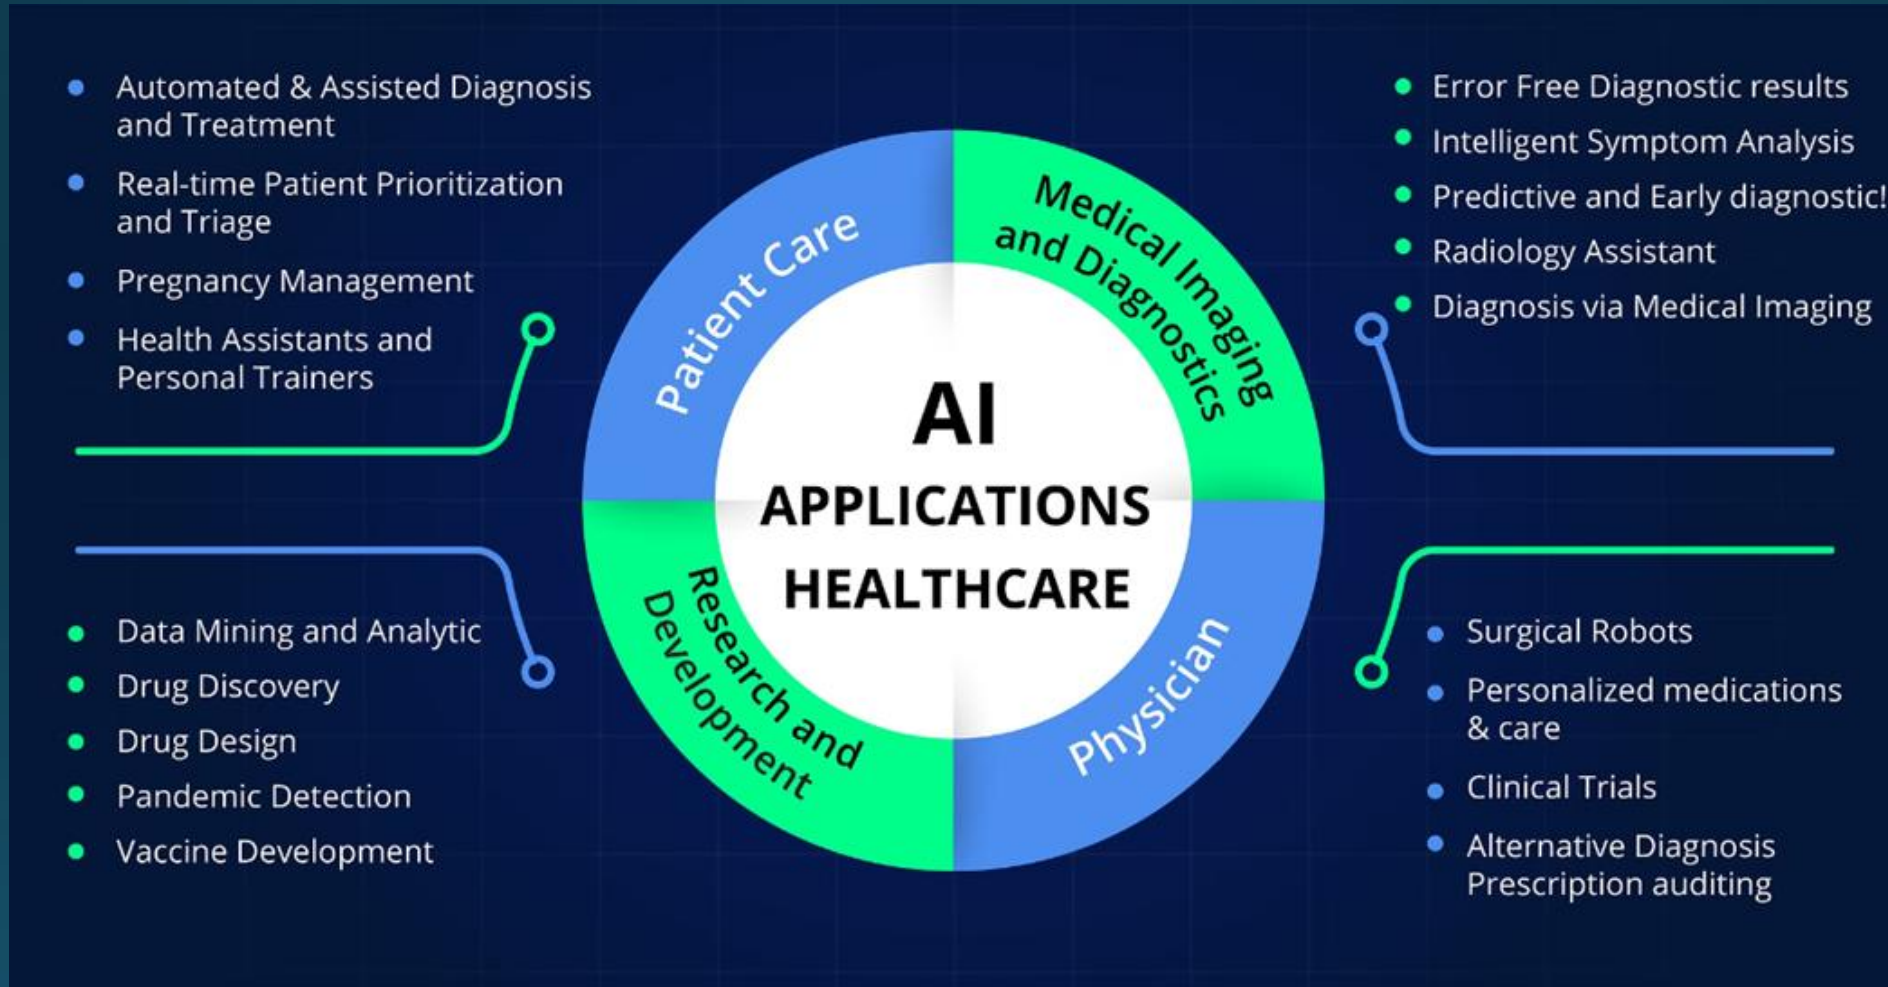 Automated & Assisted Diagnosis
and Treatment
Real-time Patient Prioritization
and Triage
Pregnancy Management
Health Assistants and
Personal Trainers
Error Free Diagnostic results
Intelligent Symptom Analysis
Predictive and Early diagnostic!
Radiology Assistant
Diagnosis via Medical Imaging
Patient Care
Medical Imaging
and Diagnostics
AI
APPLICATIONS
HEALTHCARE
Research and
Development
Physician
Data Mining and Analytic
Drug Discovery
Drug Design
Pandemic Detection
Vaccine Development
Surgical Robots
Personalized medications
& care
Clinical Trials
Alternative Diagnosis
Prescription auditing